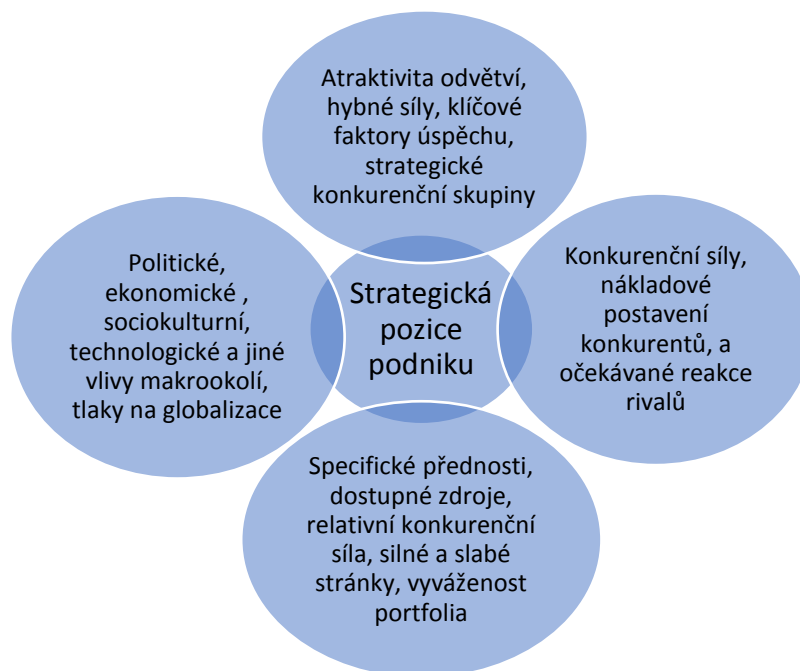 Atraktivita odvětví,
hybné síly, klíčové
faktory úspěchu,
strategické
konkurenční skupiny
Politické,
ekonomické ,
sociokulturní,
technologické a jiné
vlivy makrookolí,
tlaky na globalizace
Strategická
pozice
podniku
Konkurenční síly,
nákladové
postavení
konkurentů, a
očekávané reakce
rivalů
Specifické přednosti,
dostupné zdroje,
relativní konkurenční
síla, silné a slabé
stránky, vyváženost
portfolia